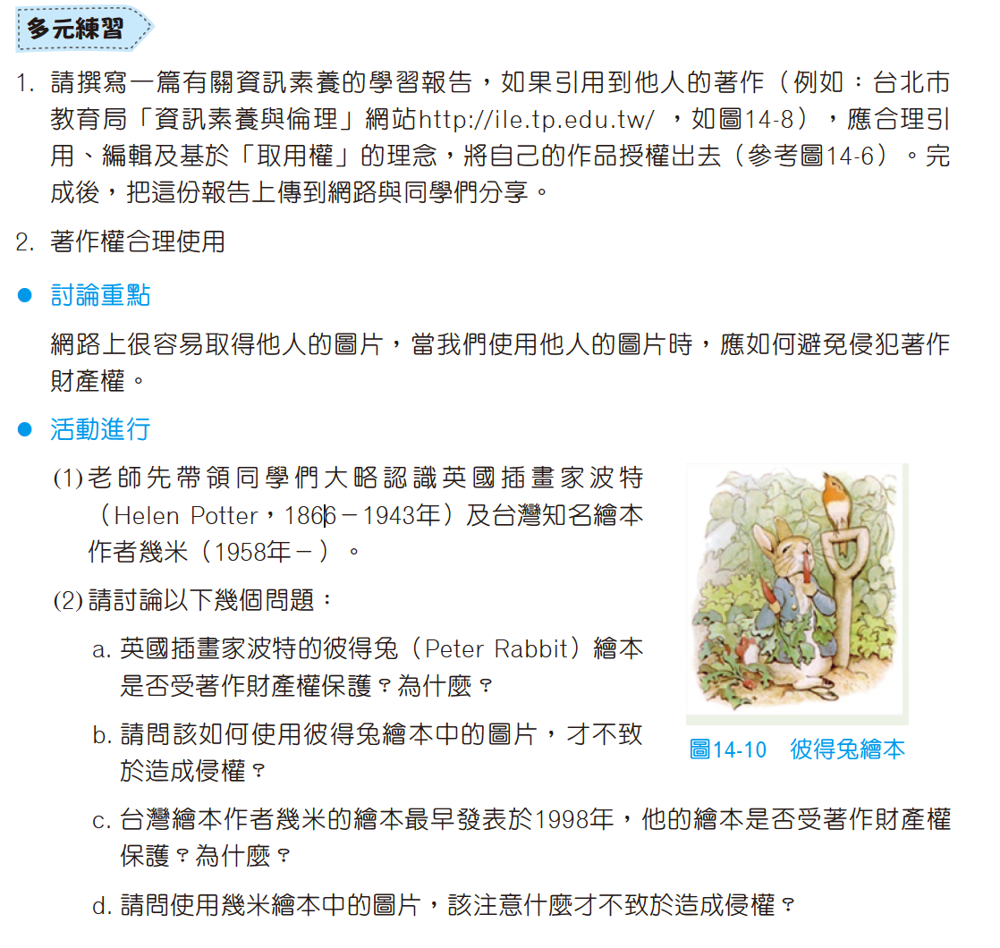 多元練習
1. 請撰寫一篇有關資訊素養的學習報告，如果引用到他人的著作（例如：台北市
教育局「資訊素養與倫理」網站http://ile.tp.edu.tw/ ，如圖14-8），應合理引
用、編輯及基於「取用權」的理念，將自己的作品授權出去（參考圖14-6）。完
成後，把這份報告上傳到網路與同學們分享。
2. 著作權合理使用
● 討論重點
網路上很容易取得他人的圖片，當我們使用他人的圖片時，應如何避免侵犯著作
財產權。
● 活動進行
(1)老師先帶領同學們大略認識英國插畫家波特
（Helen Potter，1866－1943年）及台灣知名繪本
作者幾米（1958年－）。
(2)請討論以下幾個問題：
a. 英國插畫家波特的彼得兔（Peter Rabbit）繪本
是否受著作財產權保護？為什麼？
b. 請問該如何使用彼得兔繪本中的圖片，才不致
於造成侵權？
圖14-10　彼得兔繪本
c. 台灣繪本作者幾米的繪本最早發表於1998年，他的繪本是否受著作財產權
保護？為什麼？
d. 請問使用幾米繪本中的圖片，該注意什麼才不致於造成侵權？